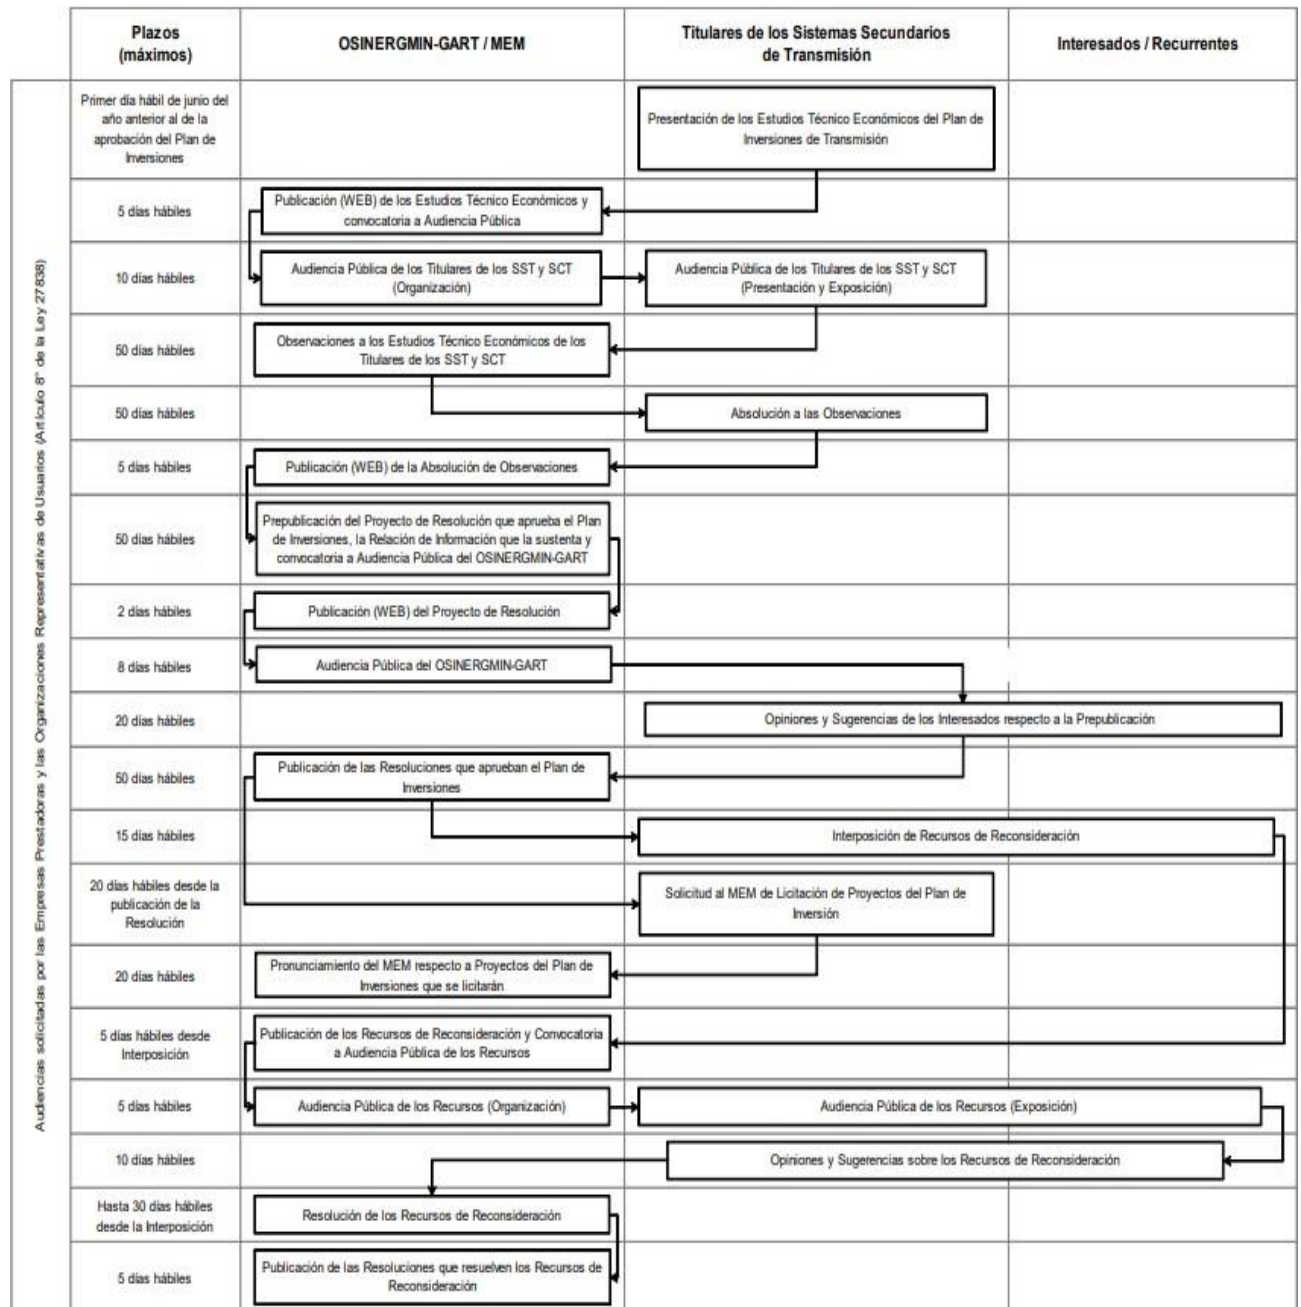 Plazos
(máximos)
OSINERGMIN-GART / MEM
Titulares de los Sistemas Secundarios
de Transmisión
Interesados / Recurrentes
Audiencias solicitadas por las Empresas Prestadoras y las Organizaciones Representativas de Usuarios (Artículo 8° de la Ley 27838)
Primer día hábil de junio del
año anterior al de la
aprobación del Plan de
Inversiones
Presentación de los Estudios Técnico Económicos del Plan de
Inversiones de Transmisión
5 días hábiles
Publicación (WEB) de los Estudios Técnico Económicos y
convocatoria a Audiencia Pública
10 días hábiles
Audiencia Pública de los Titulares de los SST y SCT
(Organización)
Audiencia Pública de los Titulares de los SST y SCT
(Presentación y Exposición)
50 días hábiles
Observaciones a los Estudios Técnico Económicos de los
Titulares de los SST y SCT
50 días hábiles
Absolución a las Observaciones
5 días hábiles
Publicación (WEB) de la Absolución de Observaciones
50 días hábiles
Prepublicación del Proyecto de Resolución que aprueba el Plan
de Inversiones, la Relación de Información que la sustenta y
convocatoria a Audiencia Pública del OSINERGMIN-GART
2 días hábiles
Publicación (WEB) del Proyecto de Resolución
8 días hábiles
Audiencia Pública del OSINERGMIN-GART
20 días hábiles
Opiniones y Sugerencias de los Interesados respecto a la Prepublicación
50 días hábiles
Publicación de las Resoluciones que aprueban el Plan de
Inversiones
15 días hábiles
Interposición de Recursos de Reconsideración
20 días hábiles desde la
publicación de la
Resolución
Solicitud al MEM de Licitación de Proyectos del Plan de
Inversión
20 días hábiles
Pronunciamiento del MEM respecto a Proyectos del Plan de
Inversiones que se licitarán
5 días hábiles desde
Interposición
Publicación de los Recursos de Reconsideración y Convocatoria
a Audiencia Pública de los Recursos
5 días hábiles
Audiencia Pública de los Recursos (Organización)
Audiencia Pública de los Recursos (Exposición)
10 días hábiles
Opiniones y Sugerencias sobre los Recursos de Reconsideración
Hasta 30 días hábiles
desde la Interposición
Resolución de los Recursos de Reconsideración
5 días hábiles
Publicación de las Resoluciones que resuelven los Recursos de
Reconsideración